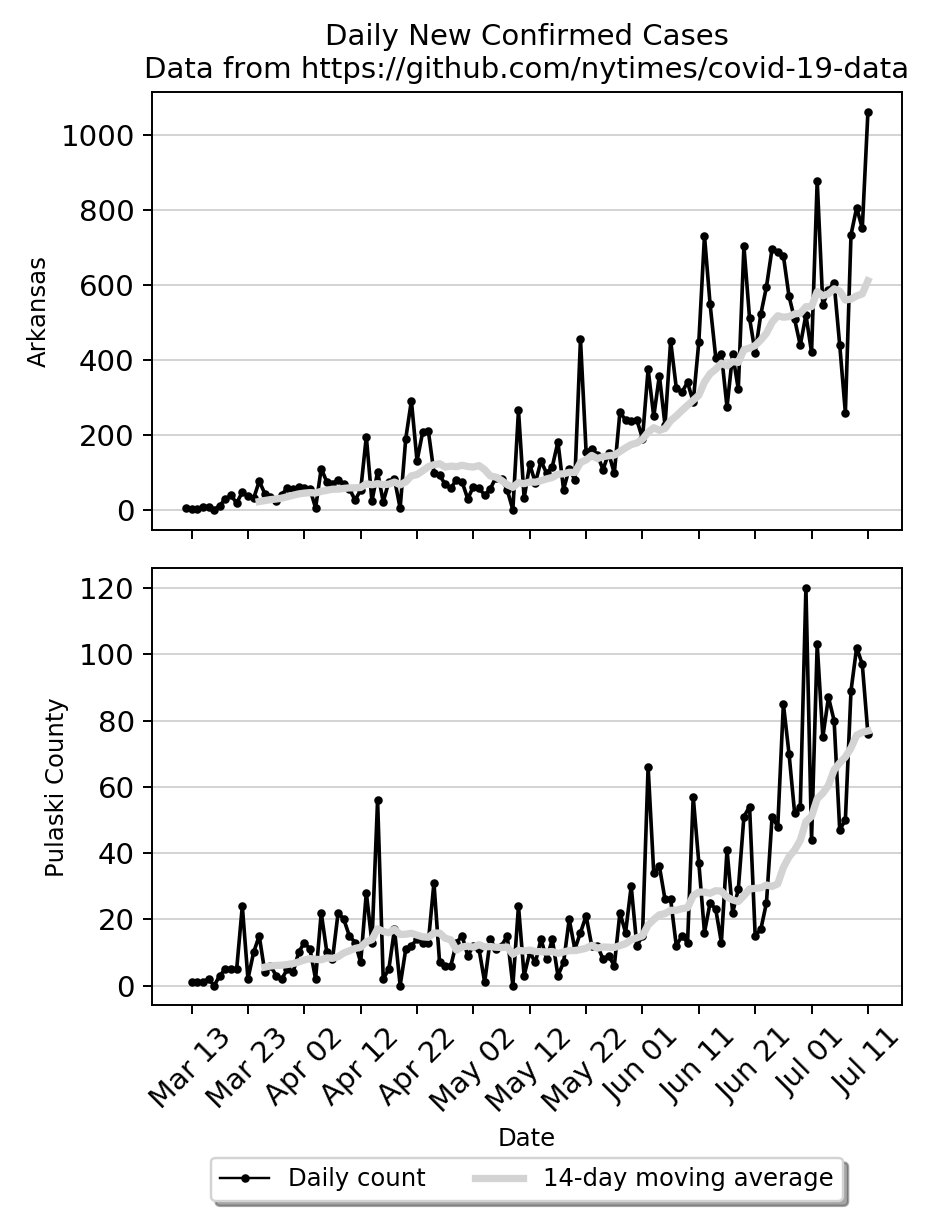 Daily New Confirmed Cases
Data from https://github.com/nytimes/covid-19-data
1000
800
600
400
200
0
Arkansas
120
100
80
60
40
20
0
Pulaski County
Mar 13
Mar 23
Apr 02
Apr 12
Apr 22
May 02
May 12
May 22
Jun 01
Jun 11
Jun 21
Jul 01
Jul 11
Date
Daily count
14-day moving average